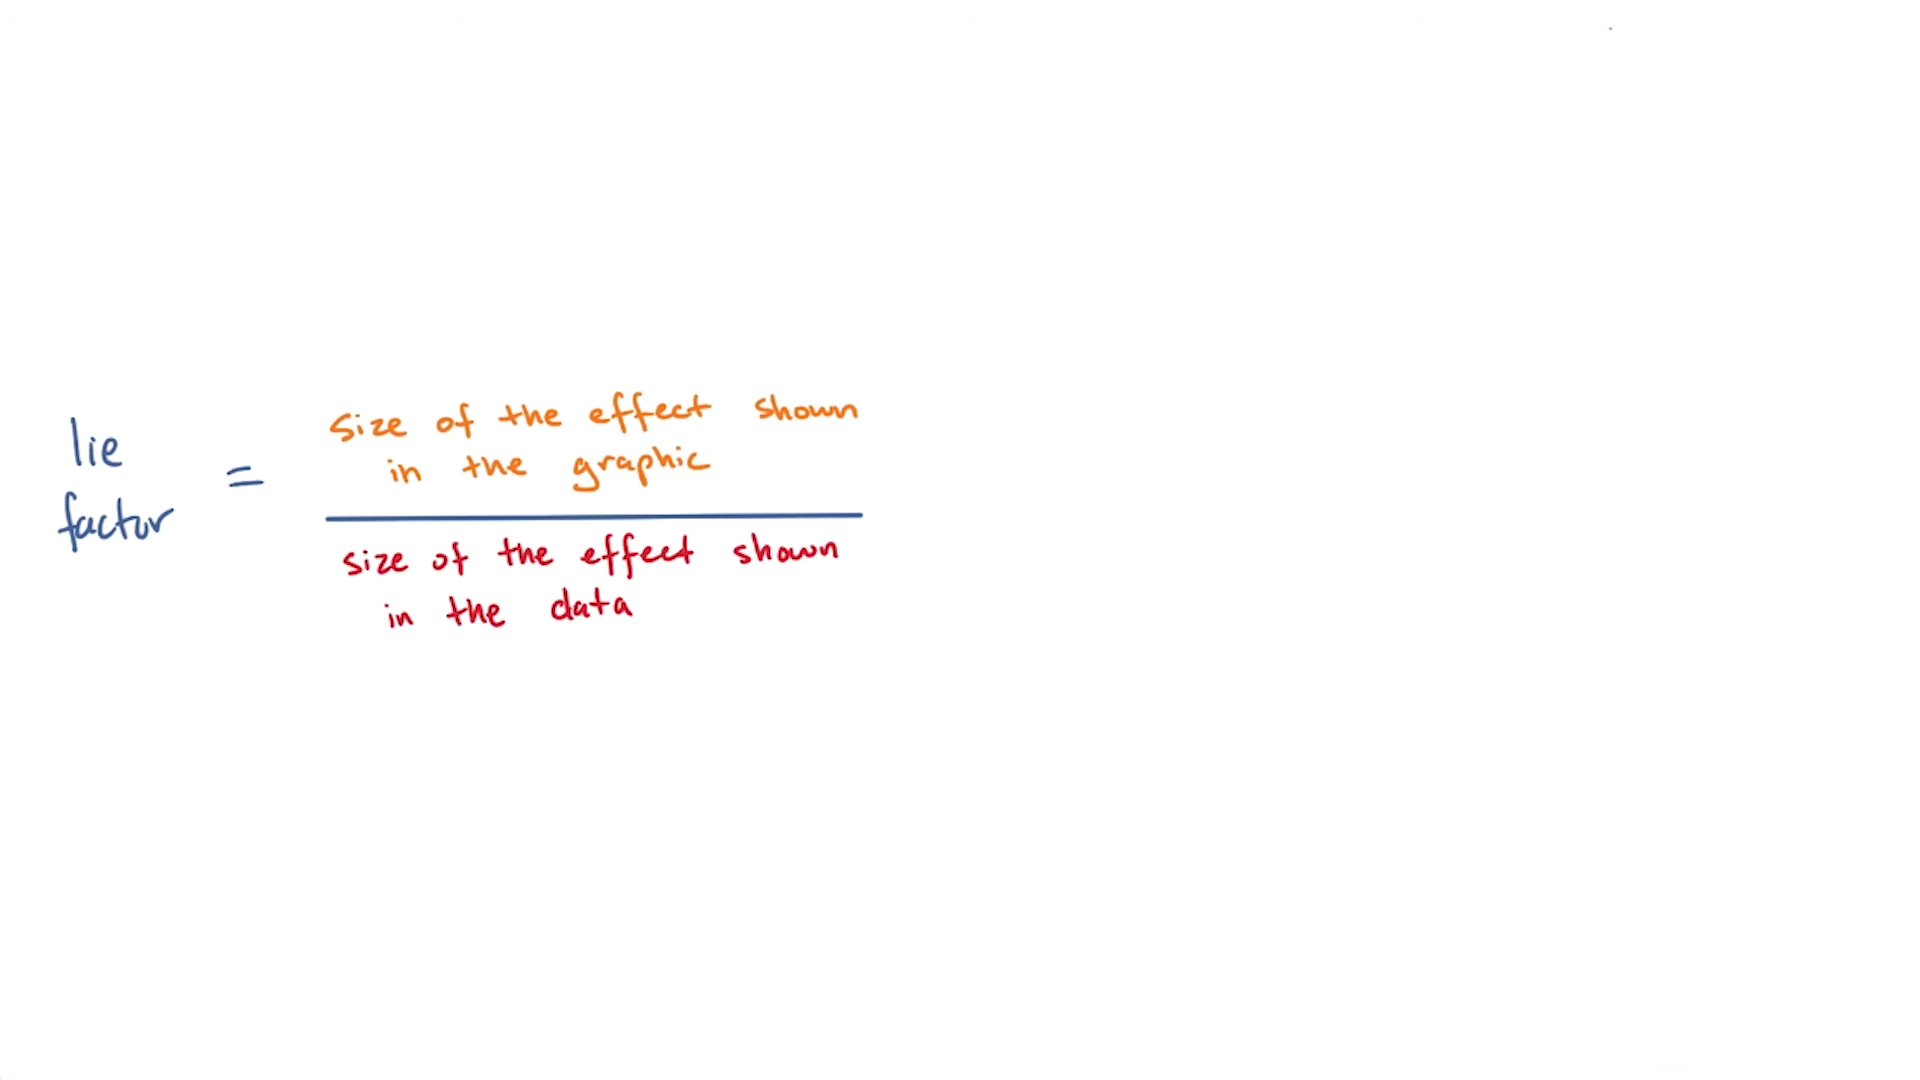 lie
factor
=
size of the effect shown
in the graphic
size of the effect shown
in the data